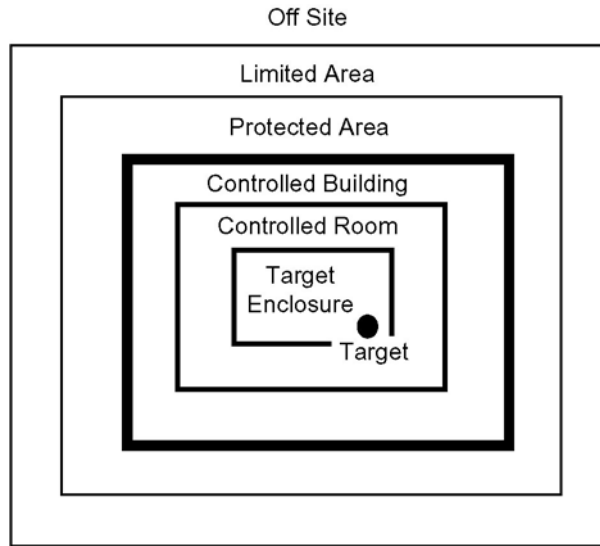 Off Site
Limited Area
Protected Area
Controlled Building
Controlled Room
Target
Enclosure
Target